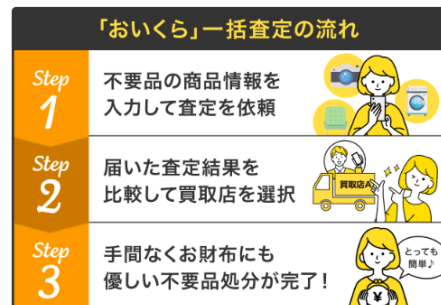 「おいくら」一括査定の流れ
Step
1
不要品の商品情報を
入力して査定を依頼
Step
2
届いた査定結果を
比較して買取店を選択
買取店A
Step
3
手間なくお財布にも
優しい不要品処分が完了!
とっても
簡単♪
¥